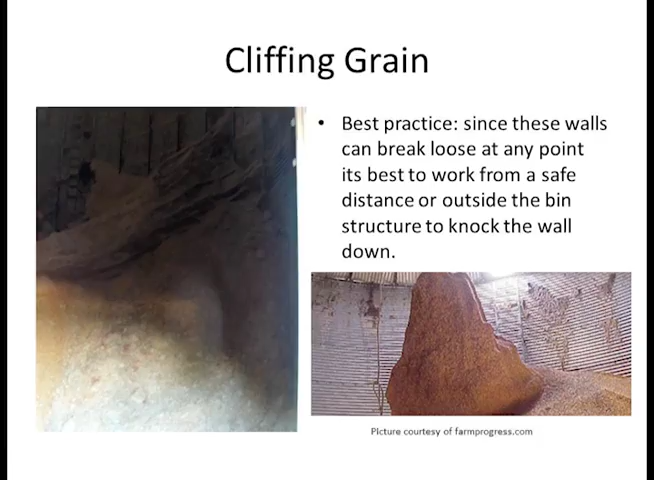 Cliffing Grain
• Best practice: since these walls
can break loose at any point
its best to work from a safe
distance or outside the bin
structure to knock the wall
down.
Picture courtesy of farmprogress.com